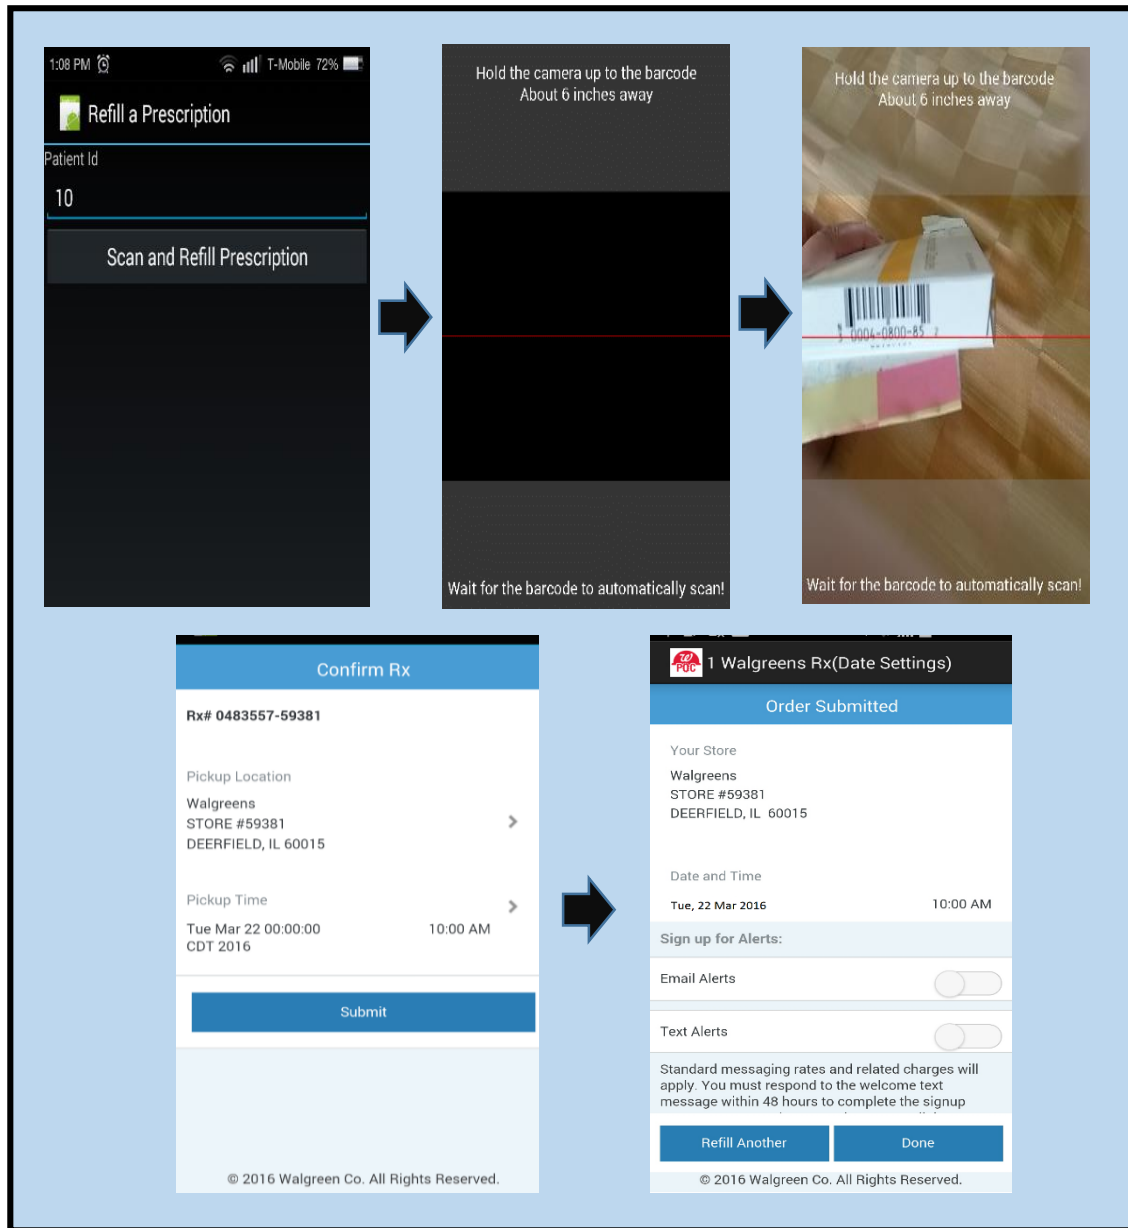 1:08 PM
T-Mobile 72%
Refill a Prescription
Patient Id
10
Scan and Refill Prescription
Hold the camera up to the barcode
About 6 inches away
Wait for the barcode to automatically scan!
Hold the camera up to the barcode
About 6 inches away
3 0004-0800-85 2
Wait for the barcode to automatically scan!
Confirm Rx
Rx# 0483557-59381
Pickup Location
Walgreens
STORE #59381
DEERFIELD, IL 60015
Pickup Time
Tue Mar 22 00:00:00 10:00 AM
CDT 2016
Submit
© 2016 Walgreen Co. All Rights Reserved.
W
POC
1 Walgreens Rx(Date Settings)
Order Submitted
Your Store
Walgreens
STORE #59381
DEERFIELD, IL 60015
Date and Time
Tue, 22 Mar 2016 10:00 AM
Sign up for Alerts:
Email Alerts
Text Alerts
Standard messaging rates and related charges will
apply. You must respond to the welcome text
message within 48 hours to complete the signup
Refill Another Done
© 2016 Walgreen Co. All Rights Reserved.